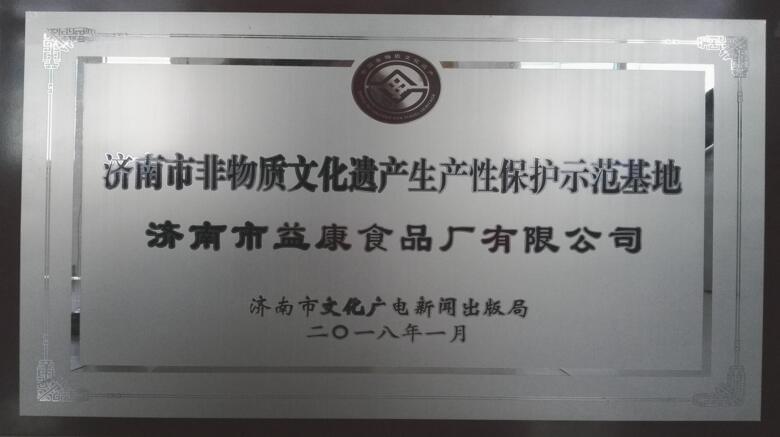 济南市非物质文化遗产生产性保护示范基地
济南市益康食品厂有限公司
济南市文化广电新闻出版局
二〇一八年一月